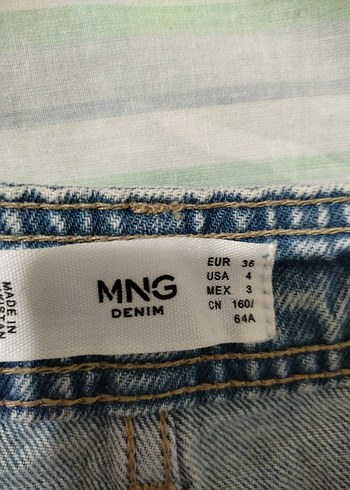 MADE IN
MNG
DENIM
EUR 36
USA 4
MEX 3
CN 160/
64A